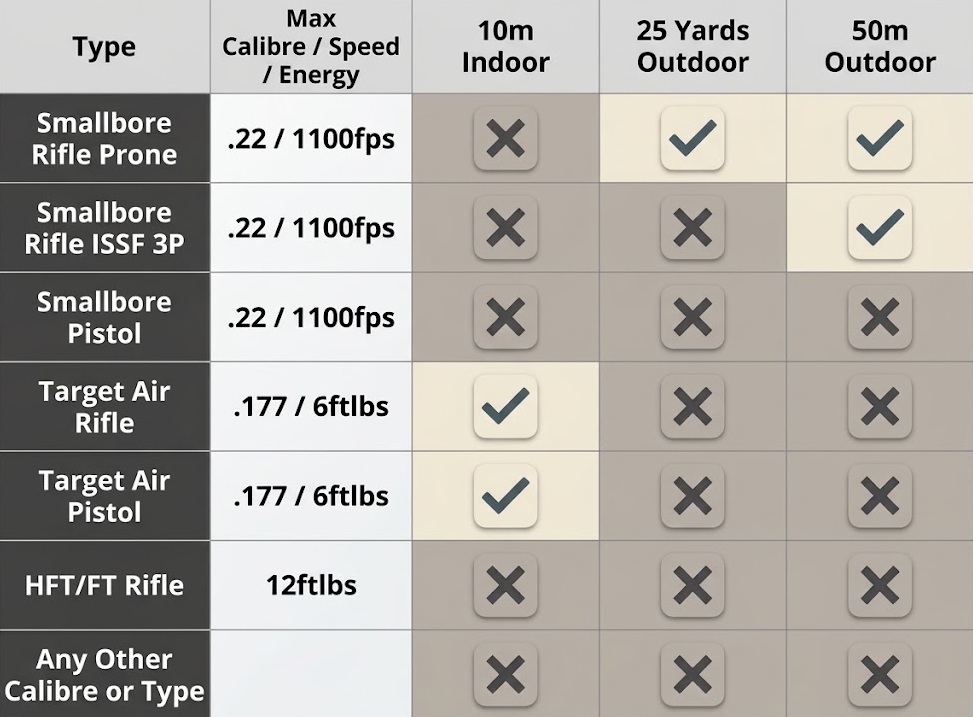 Type
Max
Calibre / Speed
/ Energy
10m
Indoor
25 Yards
Outdoor
50m
Outdoor
Smallbore
Rifle Prone
.22 / 1100fps
Smallbore
Rifle ISSF 3P
.22 / 1100fps
Smallbore
Pistol
.22 / 1100fps
Target Air
Rifle
.177 / 6ftlbs
Target Air
Pistol
.177 / 6ftlbs
HFT/FT Rifle
12ftlbs
Any Other
Calibre or Type